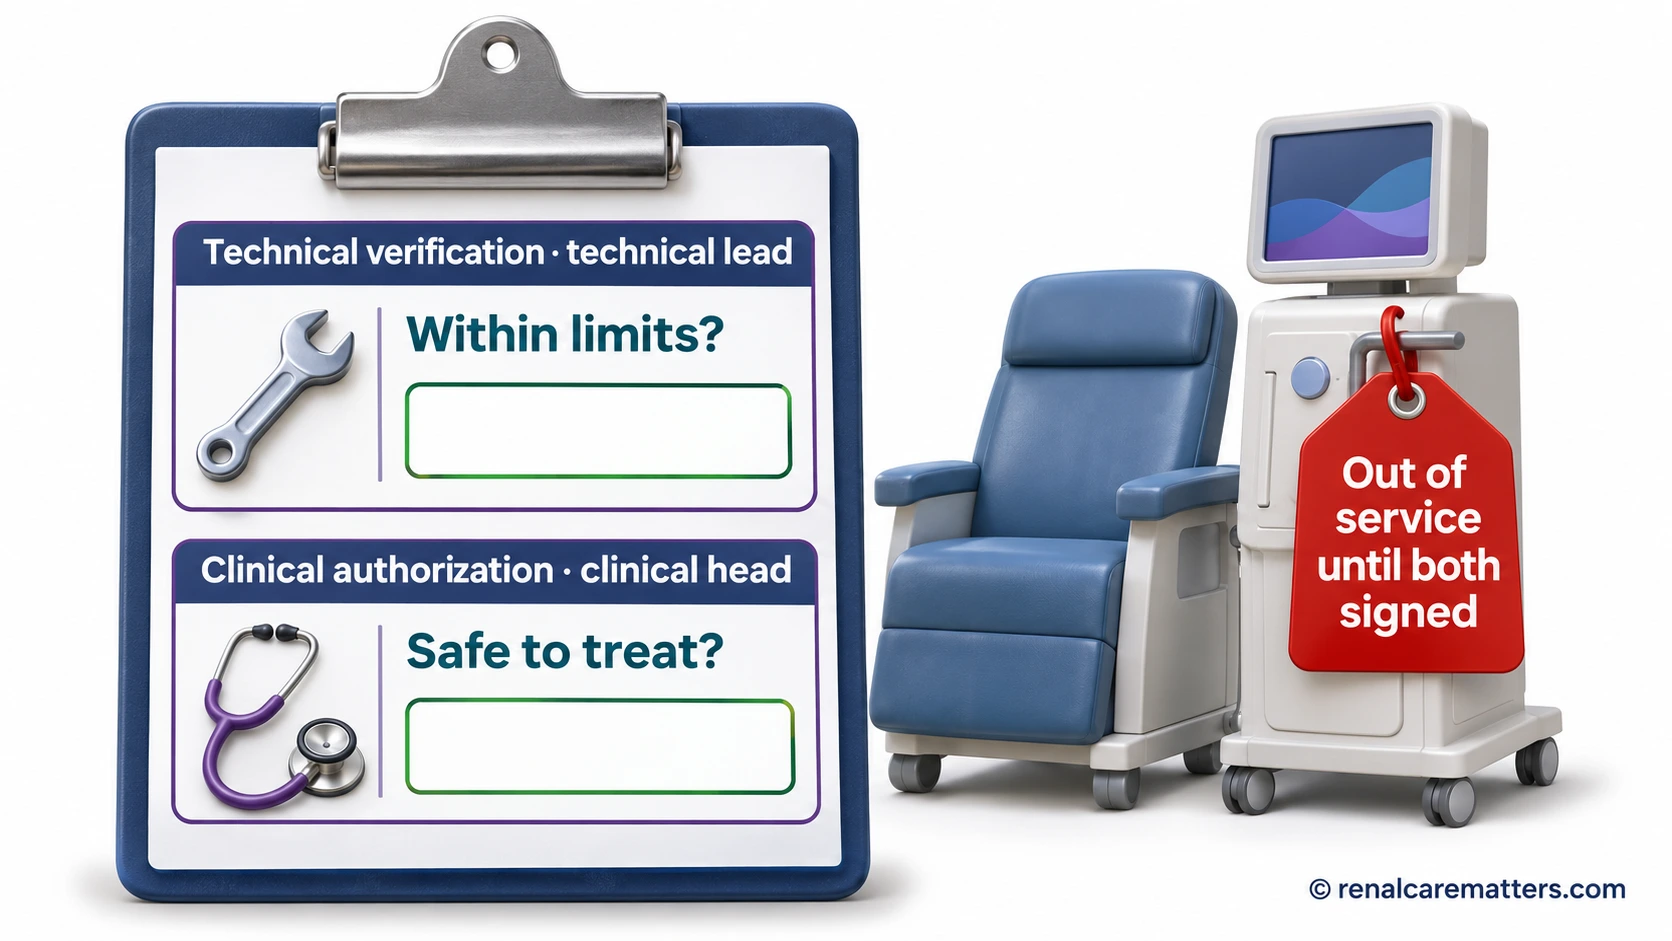 Technical verification · technical lead
Within limits?
Clinical authorization · clinical head
Safe to treat?
Out of
service
until both
signed
© renalcarematters.com